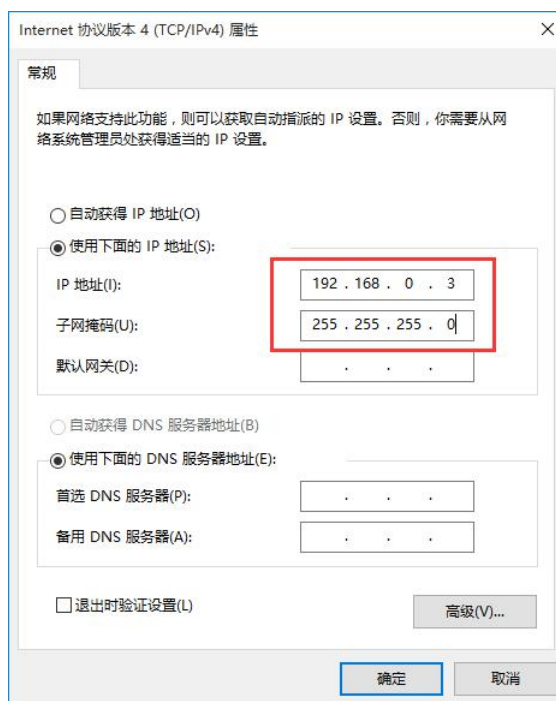 Internet 协议版本 4 (TCP/IPv4) 属性
常规
如果网络支持此功能，则可以获取自动指派的 IP 设置。否则，你需要从网
络系统管理员处获得适当的 IP 设置。
自动获得 IP 地址(O)
使用下面的 IP 地址(S):
IP 地址(I): 192 . 168 . 0 . 3
子网掩码(U): 255 . 255 . 255 . 0
默认网关(D): . . .
自动获得 DNS 服务器地址(B)
使用下面的 DNS 服务器地址(E):
首选 DNS 服务器(P): . . .
备用 DNS 服务器(A): . . .
退出时验证设置(L)
高级(V)...
确定 取消